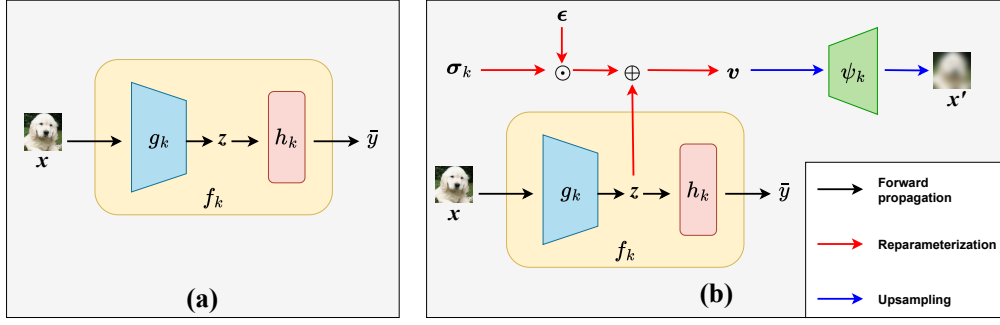 x
g_k
z
h_k
ȳ
f_k
(a)
ϵ
σ_k
⊙
⊕
v
ψ_k
x′
x
g_k
z
h_k
ȳ
f_k
(b)
Forward
propagation
Reparameterization
Upsampling